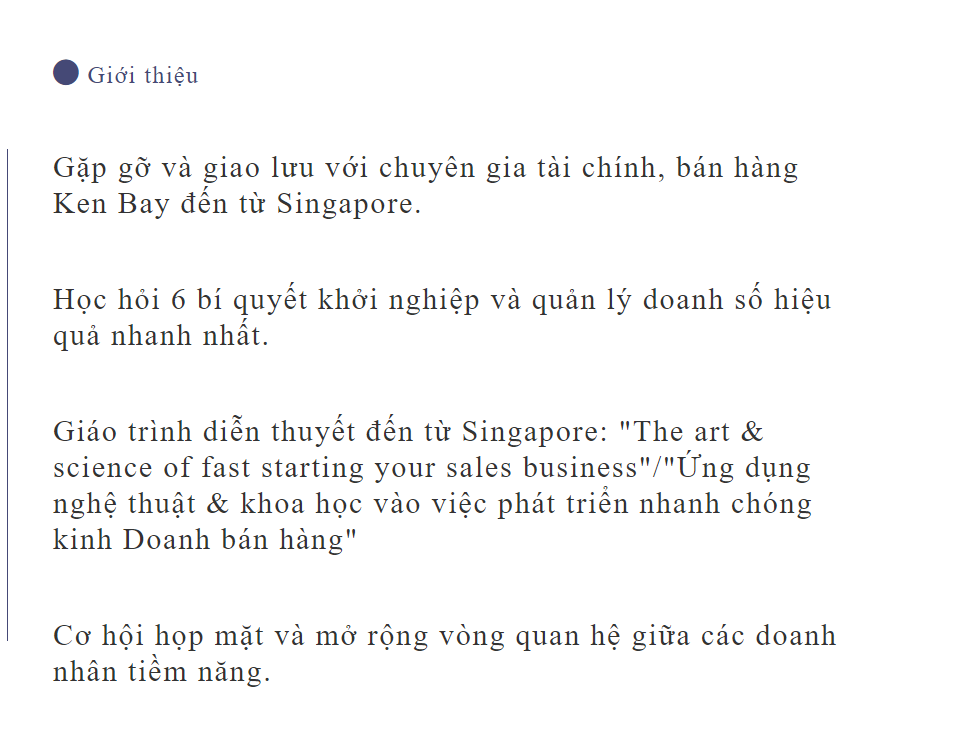 Giới thiệu
Gặp gỡ và giao lưu với chuyên gia tài chính, bán hàng
Ken Bay đến từ Singapore.
Học hỏi 6 bí quyết khởi nghiệp và quản lý doanh số hiệu
quả nhanh nhất.
Giáo trình diễn thuyết đến từ Singapore: "The art &
science of fast starting your sales business"/"Ứng dụng
nghệ thuật & khoa học vào việc phát triển nhanh chóng
kinh Doanh bán hàng"
Cơ hội họp mặt và mở rộng vòng quan hệ giữa các doanh
nhân tiềm năng.